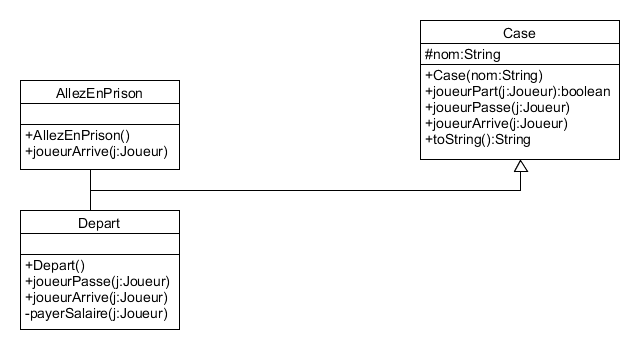 Case
#nom:String
+Case(nom:String)
+joueurPart(j:Joueur):boolean
+joueurPasse(j:Joueur)
+joueurArrive(j:Joueur)
+toString():String
AllezEnPrison
+AllezEnPrison()
+joueurArrive(j:Joueur)
Depart
+Depart()
+joueurPasse(j:Joueur)
+joueurArrive(j:Joueur)
-payerSalaire(j:Joueur)